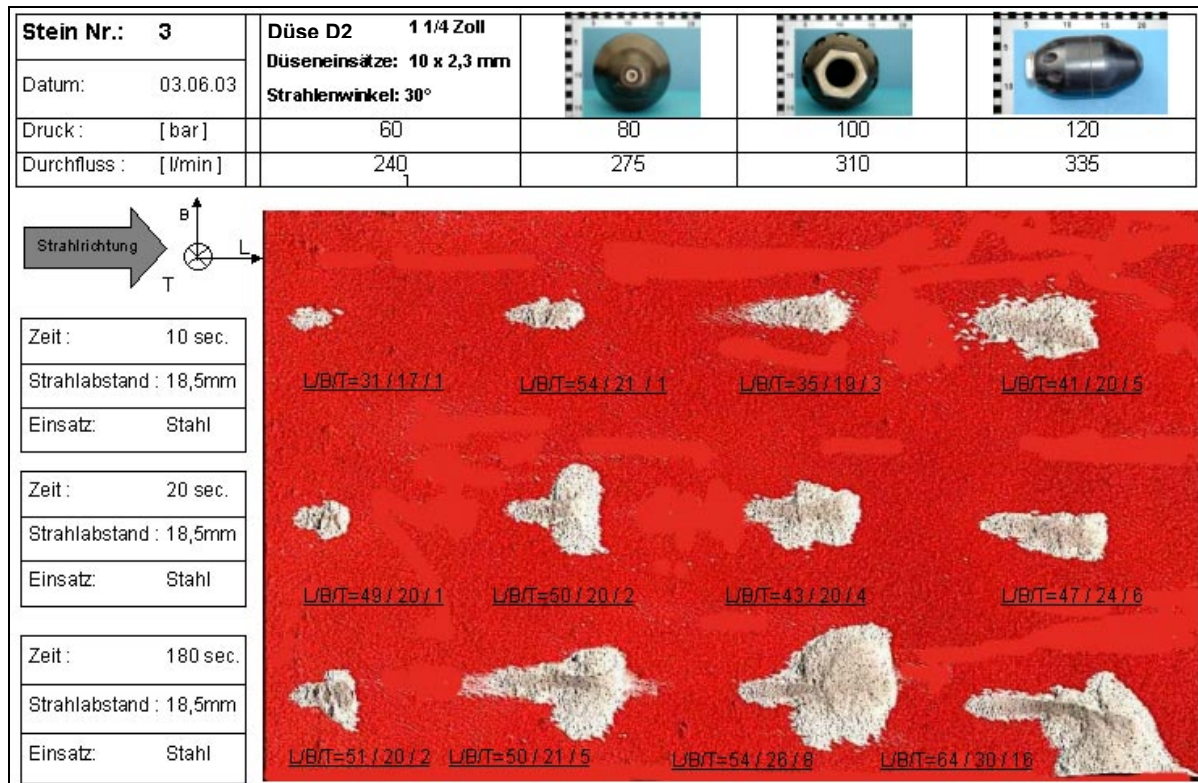 Stein Nr.: 3 Düse D2 1 1/4 Zoll
Düseneinsätze: 10 x 2,3 mm
Datum: 03.06.03 Strahlenwinkel: 30°
Druck : [ bar ] 60 80 100 120
Durchfluss : [ l/min ] 240 275 310 335
B
Strahlrichtung L
T
Zeit : 10 sec.
Strahlabstand : 18,5mm
L/B/T=31 / 17 / 1 L/B/T=54 / 21 / 1 L/B/T=35 / 19 / 3 L/B/T=41 / 20 / 5
Einsatz: Stahl
Zeit : 20 sec.
Strahlabstand : 18,5mm
Einsatz: Stahl
L/B/T=49 / 20 / 1 L/B/T=50 / 20 / 2 L/B/T=43 / 20 / 4 L/B/T=47 / 24 / 6
Zeit : 180 sec.
Strahlabstand : 18,5mm
Einsatz: Stahl
L/B/T=51 / 20 / 2 L/B/T=50 / 21 / 5 L/B/T=54 / 26 / 8 L/B/T=64 / 30 / 16